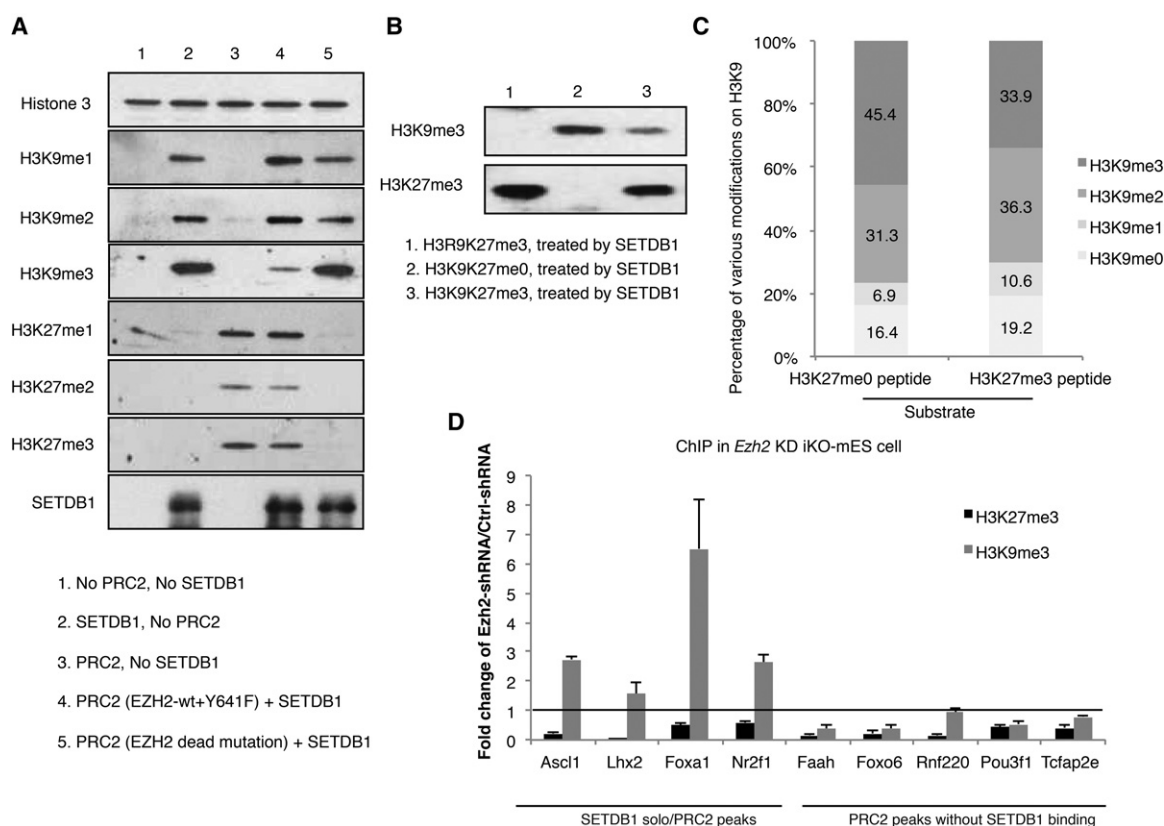 A
1 2 3 4 5
Histone 3
H3K9me1
H3K9me2
H3K9me3
H3K27me1
H3K27me2
H3K27me3
SETDB1
1. No PRC2, No SETDB1
2. SETDB1, No PRC2
3. PRC2, No SETDB1
4. PRC2 (EZH2-wt+Y641F) + SETDB1
5. PRC2 (EZH2 dead mutation) + SETDB1
B
1 2 3
H3K9me3
H3K27me3
1. H3R9K27me3, treated by SETDB1
2. H3K9K27me0, treated by SETDB1
3. H3K9K27me3, treated by SETDB1
C
Percentage of various modifications on H3K9
100%
80%
60%
40%
20%
0%
45.4
31.3
6.9
16.4
33.9
36.3
10.6
19.2
H3K9me3
H3K9me2
H3K9me1
H3K9me0
H3K27me0 peptide H3K27me3 peptide
Substrate
D
ChIP in Ezh2 KD iKO-mES cell
Fold change of Ezh2-shRNA/Ctrl-shRNA
9
8
7
6
5
4
3
2
1
0
H3K27me3
H3K9me3
Ascl1 Lhx2 Foxa1 Nr2f1 Faah Foxo6 Rnf220 Pou3f1 Tcfap2e
SETDB1 solo/PRC2 peaks PRC2 peaks without SETDB1 binding